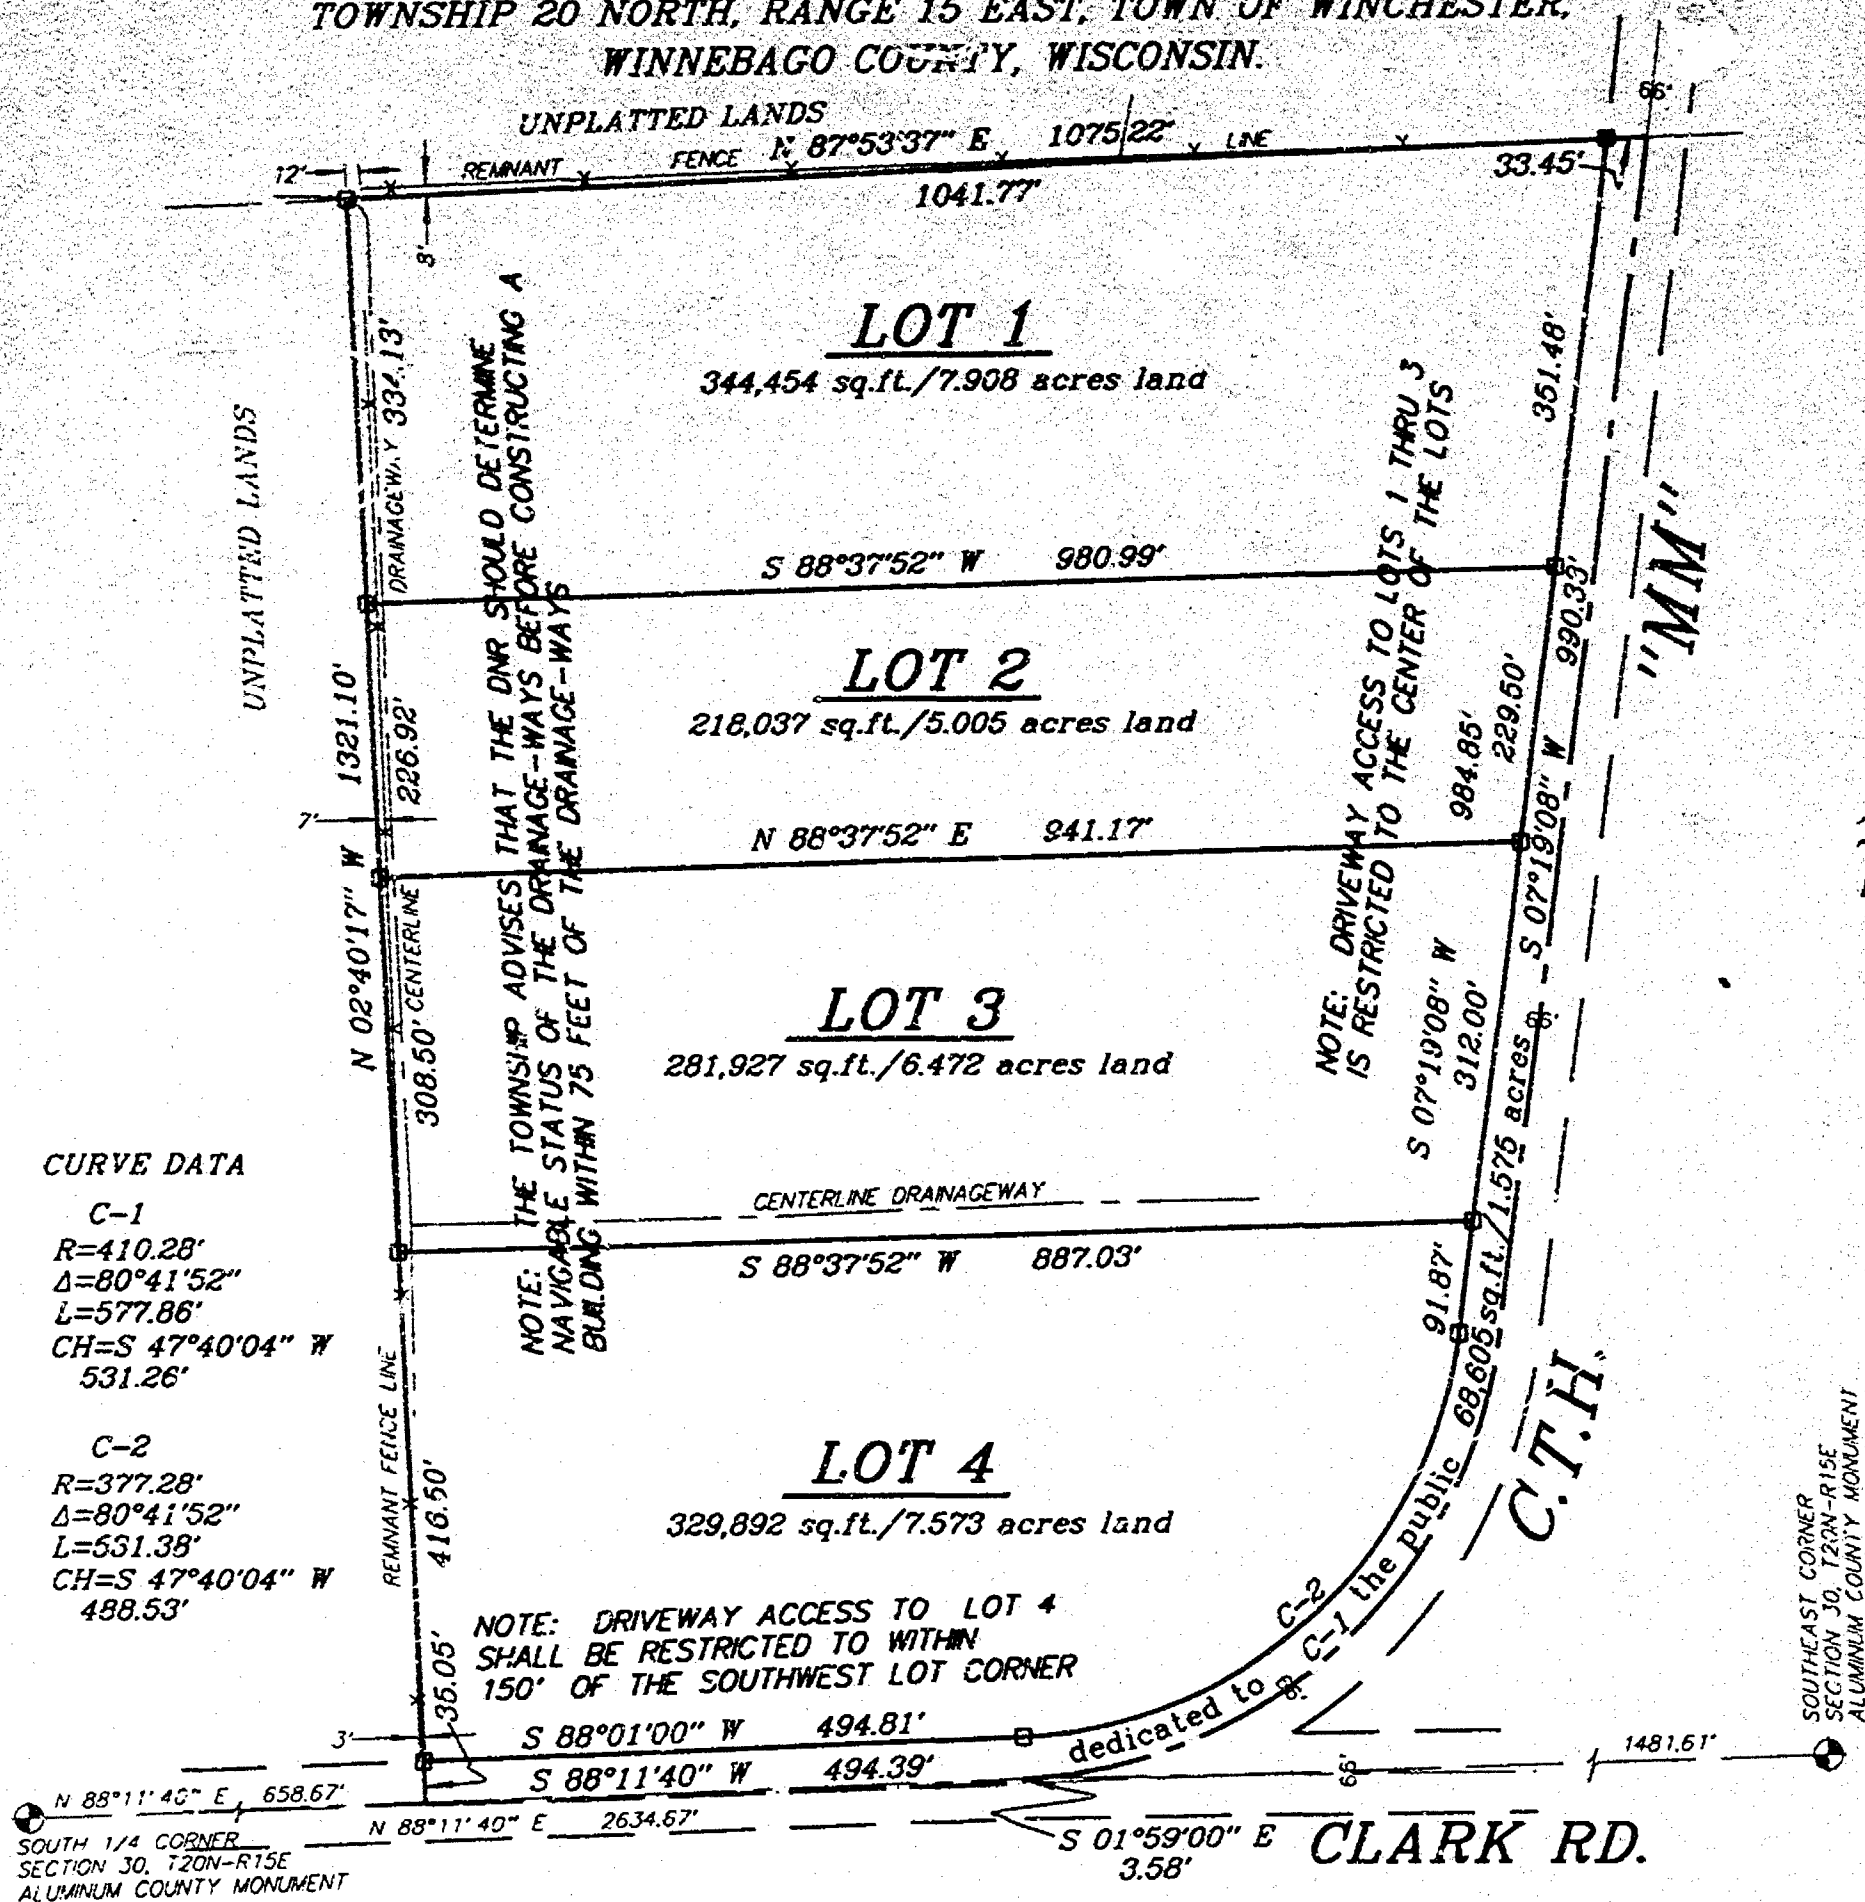 TOWNSHIP 20 NORTH, RANGE 15 EAST, TOWN OF WINCHESTER,
WINNEBAGO COUNTY, WISCONSIN.
UNPLATTED LANDS
N 87°53'37" E 1075.22'
REMNANT FENCE LINE
66'
12'
33.45'
1041.77'
8'
LOT 1
344,454 sq.ft./7.908 acres land
334.13'
DRAINAGEWAY
351.48'
UNPLATTED LANDS
S 88°37'52" W 980.99'
990.33'
"MM"
LOT 2
218,037 sq.ft./5.005 acres land
1321.10'
226.92'
229.50'
984.85'
7'
N 88°37'52" E 941.17'
S 07°19'08" W
N 02°40'17" W
CENTERLINE
308.50'
LOT 3
281,927 sq.ft./6.472 acres land
S 07°19'08" W
312.00'
66'
NOTE: DRIVEWAY ACCESS TO LOTS 1 THRU 3
IS RESTRICTED TO THE CENTER OF THE LOTS
NOTE: THE TOWNSHIP ADVISES THAT THE DNR SHOULD DETERMINE
NAVIGABLE STATUS OF THE DRAINAGE-WAYS BEFORE CONSTRUCTING A
BUILDING WITHIN 75 FEET OF THE DRAINAGE-WAYS
CENTERLINE DRAINAGEWAY
S 88°37'52" W 887.03'
91.87'
CURVE DATA
C-1
R=410.28'
Δ=80°41'52"
L=577.86'
CH=S 47°40'04" W
531.26'
C-2
R=377.28'
Δ=80°41'52"
L=531.38'
CH=S 47°40'04" W
488.53'
REMNANT FENCE LINE
416.50'
LOT 4
329,892 sq.ft./7.573 acres land
C.T.H.
dedicated to the public 68,605 sq.ft./1.576 acres
C-2
C-1
66'
NOTE: DRIVEWAY ACCESS TO LOT 4
SHALL BE RESTRICTED TO WITHIN
150' OF THE SOUTHWEST LOT CORNER
35.05'
3'
S 88°01'00" W 494.81'
S 88°11'40" W 494.39'
66'
1481.61'
SOUTHEAST CORNER
SECTION 30, T20N-R15E
ALUMINUM COUNTY MONUMENT
N 88°11'40" E 658.67'
N 88°11'40" E 2634.67'
S 01°59'00" E
3.58'
CLARK RD.
SOUTH 1/4 CORNER
SECTION 30, T20N-R15E
ALUMINUM COUNTY MONUMENT